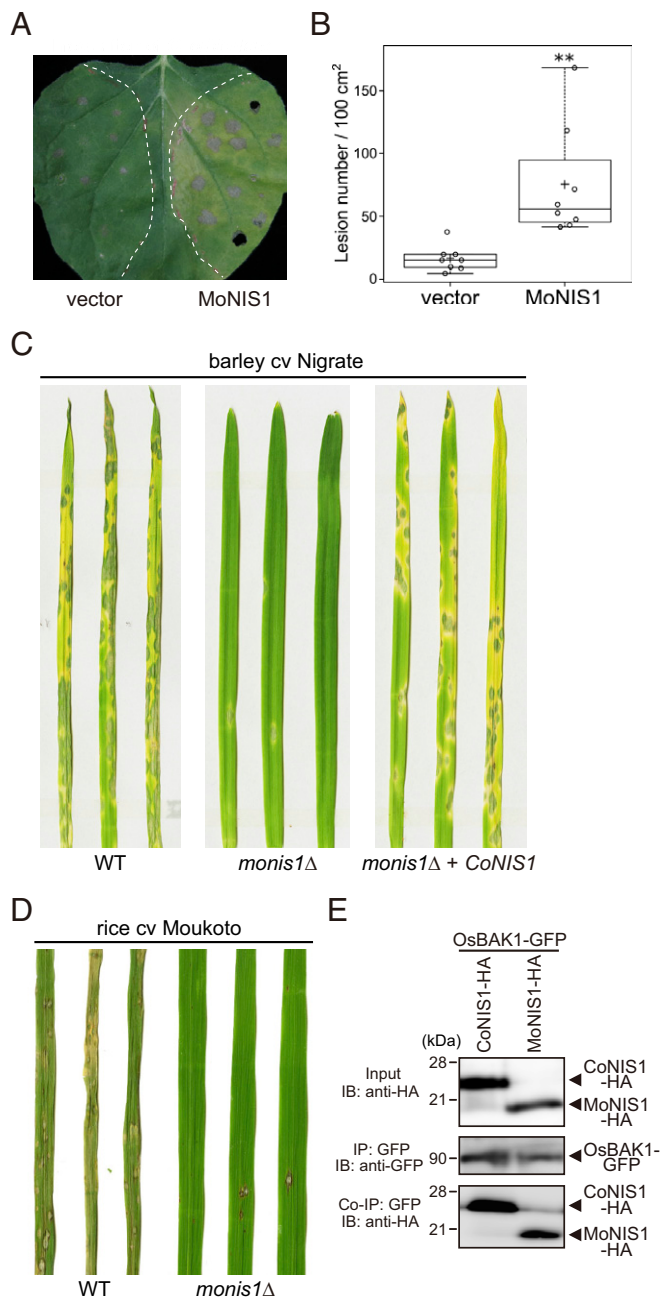 A
vector
MoNIS1
B
Lesion number / 100 cm²
150
100
50
0
**
vector
MoNIS1
C
barley cv Nigrate
WT
monis1Δ
monis1Δ + CoNIS1
D
rice cv Moukoto
WT
monis1Δ
E
OsBAK1-GFP
CoNIS1-HA
MoNIS1-HA
(kDa)
Input
IB: anti-HA
28
21
CoNIS1
-HA
MoNIS1
-HA
IP: GFP
IB: anti-GFP
90
OsBAK1-
GFP
Co-IP: GFP
IB: anti-HA
28
21
CoNIS1
-HA
MoNIS1
-HA